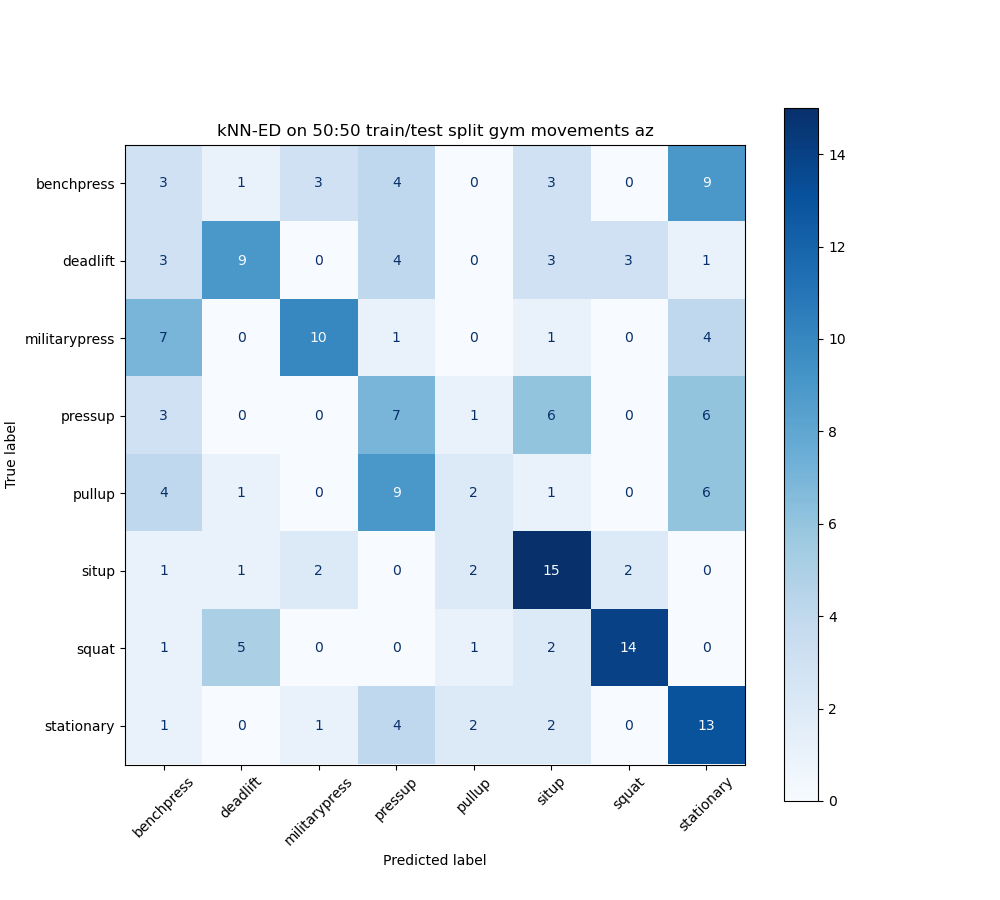 kNN-ED on 50:50 train/test split gym movements az
True label
benchpress 3 1 3 4 0 3 0 9
deadlift 3 9 0 4 0 3 3 1
militarypress 7 0 10 1 0 1 0 4
pressup 3 0 0 7 1 6 0 6
pullup 4 1 0 9 2 1 0 6
situp 1 1 2 0 2 15 2 0
squat 1 5 0 0 1 2 14 0
stationary 1 0 1 4 2 2 0 13
benchpress deadlift militarypress pressup pullup situp squat stationary
Predicted label
14
12
10
8
6
4
2
0